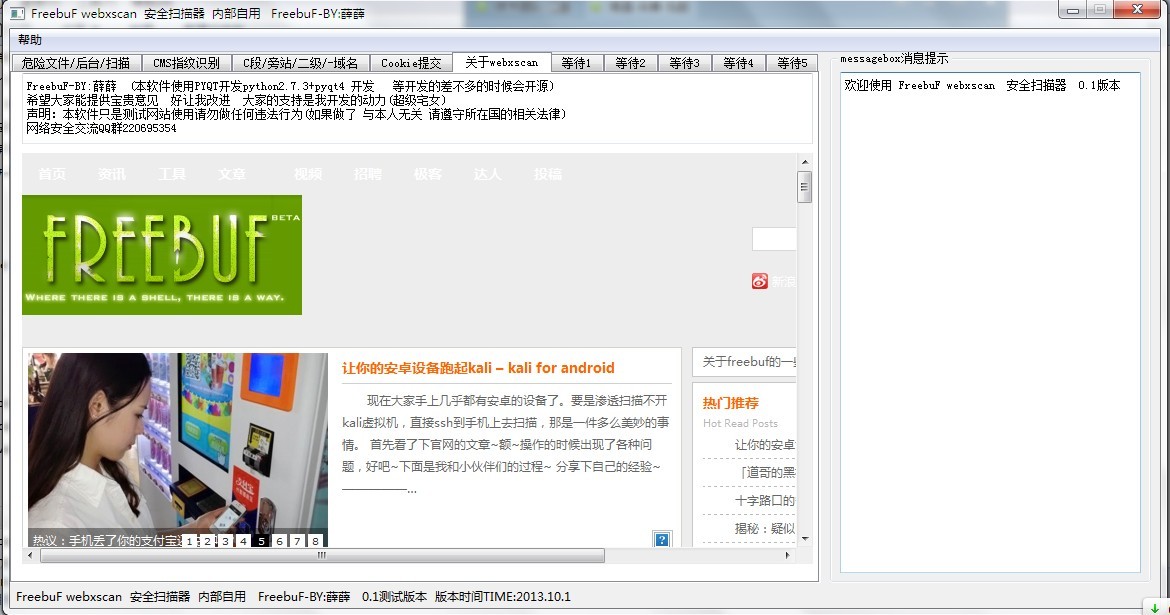 FreebuF webxscan 安全扫描器 内部自用 FreebuF-BY:薛薛
帮助
危险文件/后台/扫描 CMS指纹识别 C段/旁站/二级/-域名 Cookie提交 关于webxscan 等待1 等待2 等待3 等待4 等待5
FreebuF-BY:薛薛 (本软件使用PYQT开发python2.7.3+pyqt4 开发 等开发的差不多的时候会开源)
希望大家能提供宝贵意见 好让我改进 大家的支持是我开发的动力(超级宅女)
声明：本软件只是测试网站使用请勿做任何违法行为(如果做了 与本人无关 请遵守所在国的相关法律)
网络安全交流QQ群220695354
messagebox消息提示
欢迎使用 FreebuF webxscan 安全扫描器 0.1版本
首页 资讯 工具 文章 视频 招聘 极客 达人 投稿
FREEBUF BETA
WHERE THERE IS A SHELL, THERE IS A WAY.
新浪
让你的安卓设备跑起kali – kali for android
现在大家手上几乎都有安卓的设备了。要是渗透扫描不开
kali虚拟机，直接ssh到手机上去扫描，那是一件多么美妙的事
情。 首先看了下官网的文章~额~操作的时候出现了各种问
题，好吧~下面是我和小伙伴们的过程~ 分享下自己的经验~
——————...
支付宝
热议：手机丢了你的支付宝
1 2 3 4 5 6 7 8
关于freebuf的一
热门推荐
Hot Read Posts
让你的安卓
「道哥的黑
十字路口的
揭秘：疑似
FreebuF webxscan 安全扫描器 内部自用 FreebuF-BY:薛薛 0.1测试版本 版本时间TIME:2013.10.1